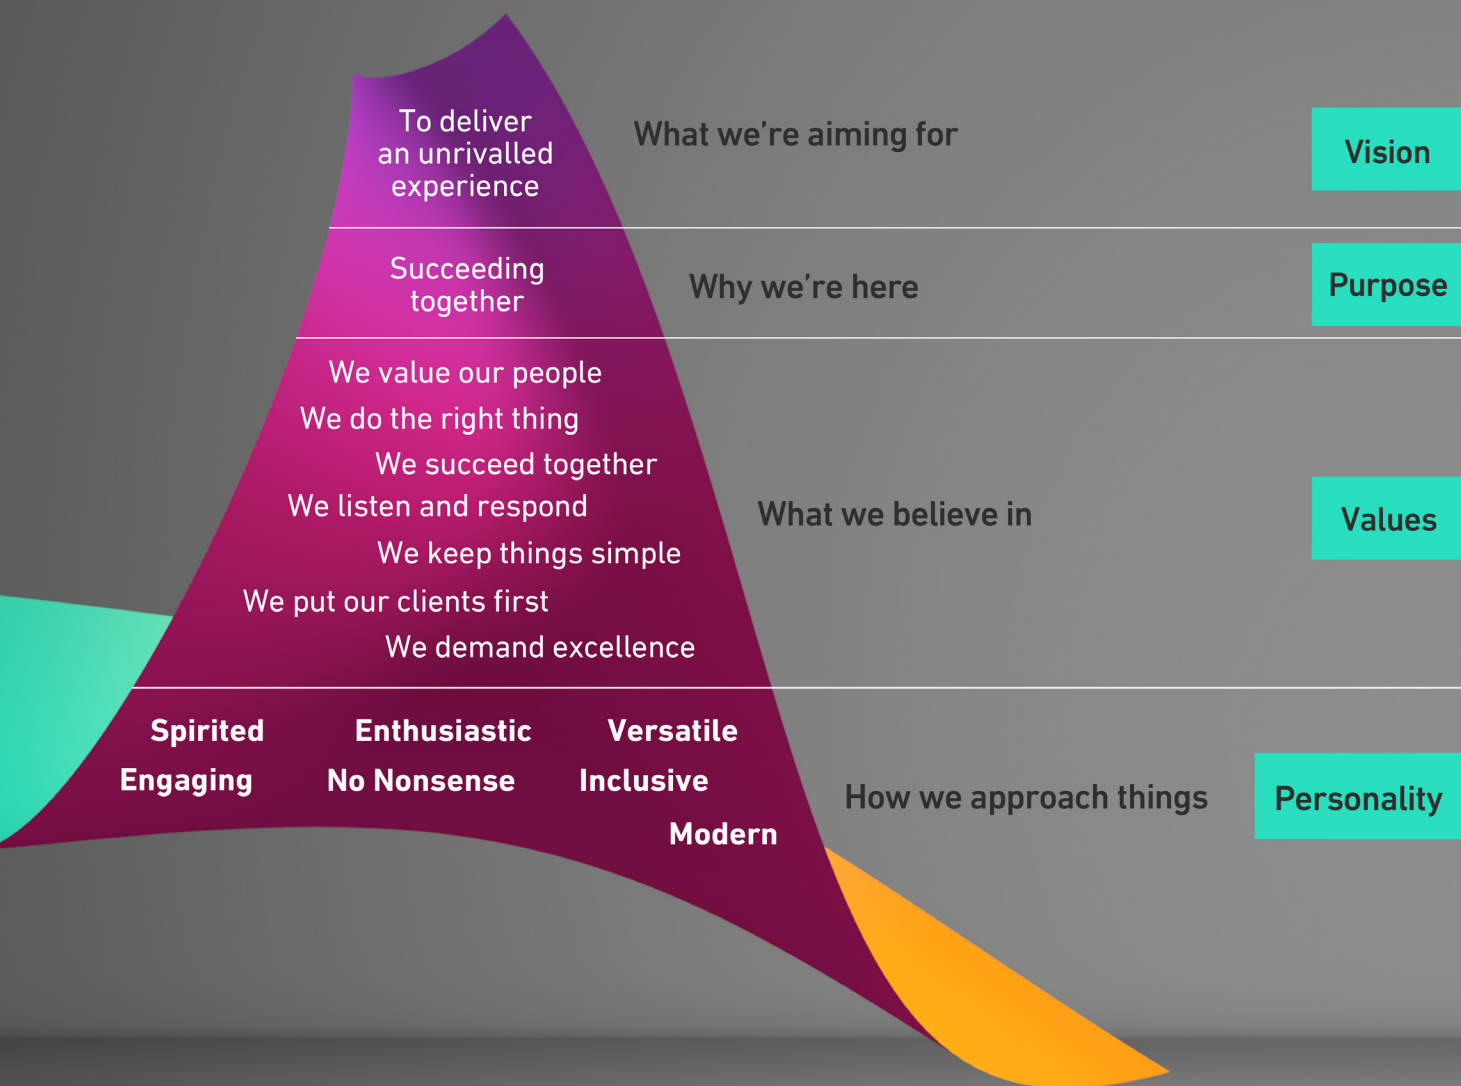 To deliver
an unrivalled
experience
What we're aiming for
Vision
Succeeding
together
Why we're here
Purpose
We value our people
We do the right thing
We succeed together
We listen and respond
We keep things simple
We put our clients first
We demand excellence
What we believe in
Values
Spirited Enthusiastic Versatile
Engaging No Nonsense Inclusive
Modern
How we approach things
Personality